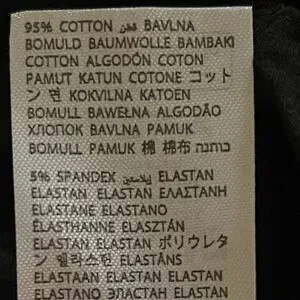 95% COTTON قطن BAVLNA
BOMULD BAUMWOLLE BAMBAKI
COTTON ALGODÓN COTON
PAMUT KATUN COTONE コット
ン 면 KOKVILNA KATOEN
BOMULL BAWEŁNA ALGODÃO
ХЛОПОК BAVLNA PAMUK
BOMULL PAMUK 棉 棉布 כותנה
5% SPANDEX إيلاستين ELASTAN
ELASTAN ELASTAN ΕΛΑΣΤΑΝΗ
ELASTANE ELASTANO
ÉLASTHANNE ELASZTÁN
ELASTAN ELASTAN ポリウレタ
ン 엘라스틴 ELASTĀNS
ELASTAAN ELASTAN ELASTAN
ELASTANO ЭЛАСТАН ELASTAN